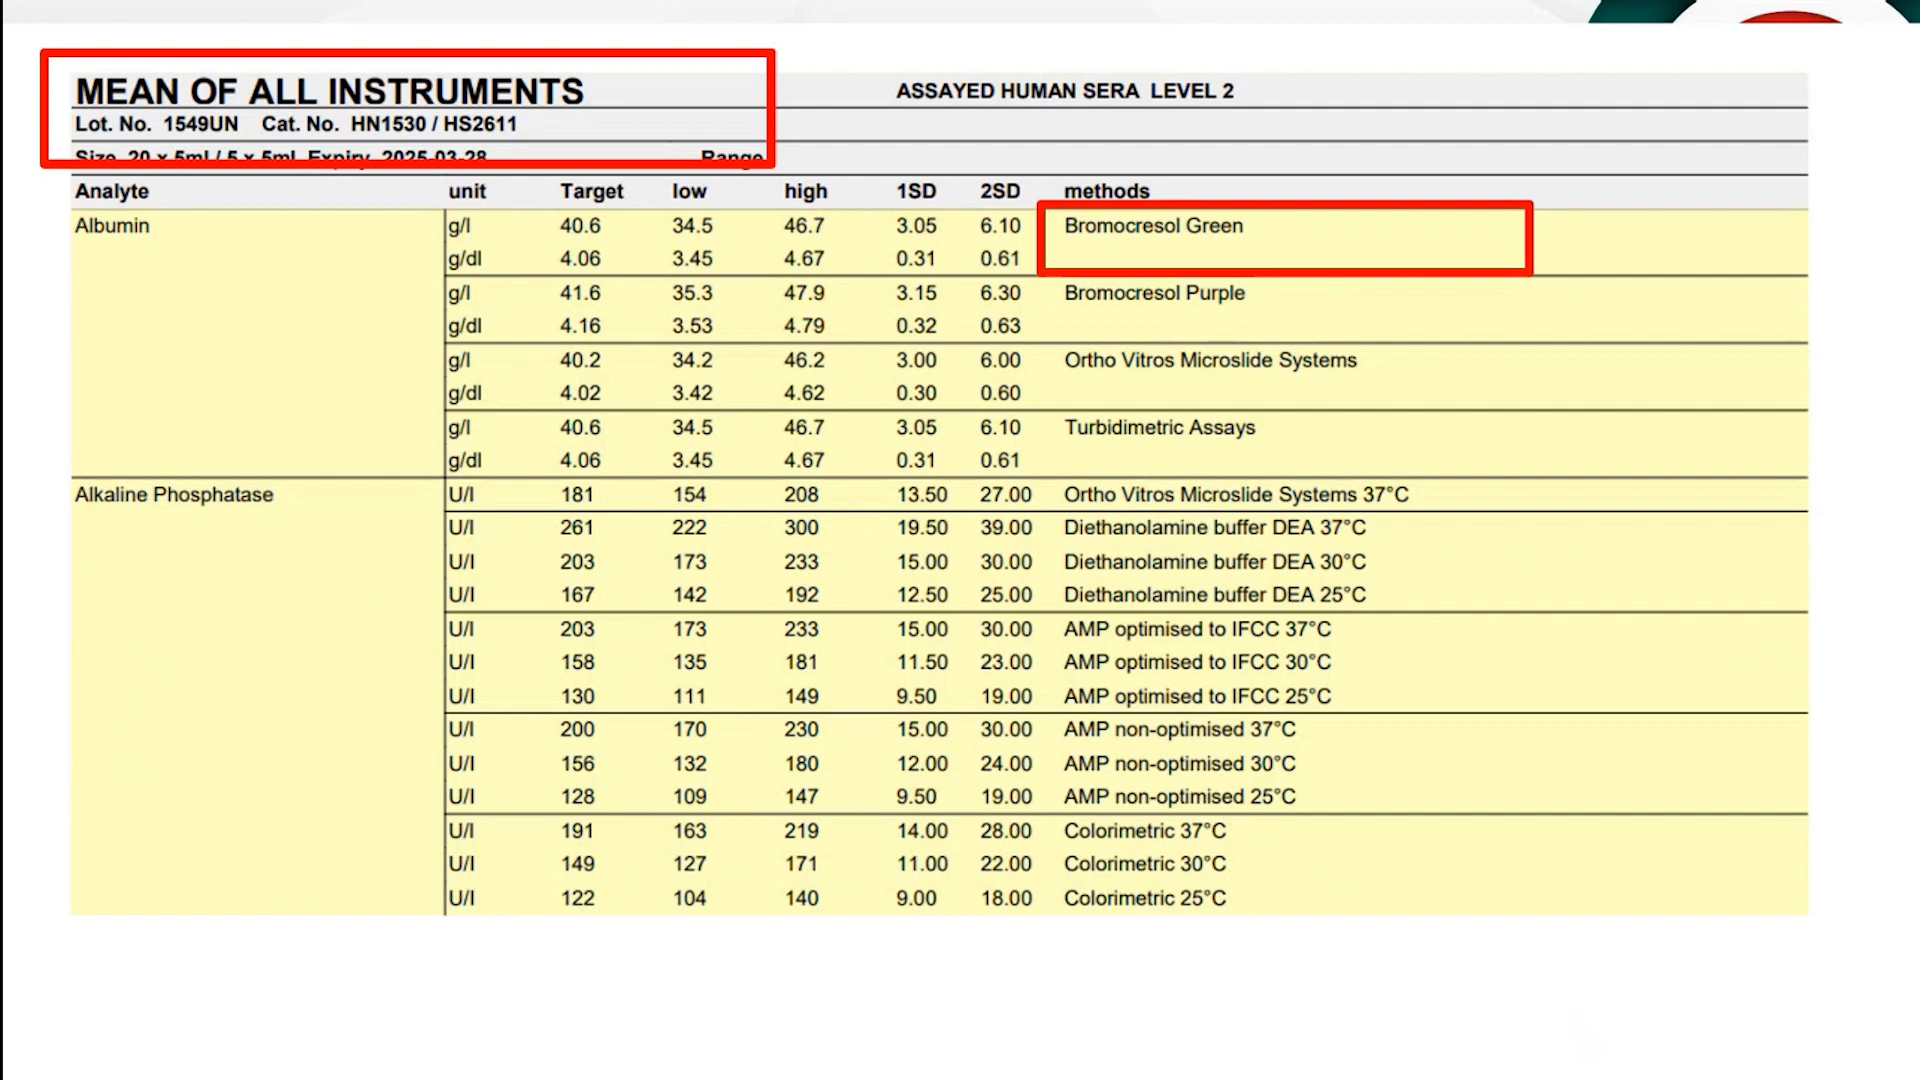 MEAN OF ALL INSTRUMENTS ASSAYED HUMAN SERA LEVEL 2
Lot. No. 1549UN Cat. No. HN1530 / HS2611
Size 20 x 5ml / 5 x 5ml Expiry 2025-03-28 Range
Analyte unit Target low high 1SD 2SD methods
Albumin g/l 40.6 34.5 46.7 3.05 6.10 Bromocresol Green
g/dl 4.06 3.45 4.67 0.31 0.61
g/l 41.6 35.3 47.9 3.15 6.30 Bromocresol Purple
g/dl 4.16 3.53 4.79 0.32 0.63
g/l 40.2 34.2 46.2 3.00 6.00 Ortho Vitros Microslide Systems
g/dl 4.02 3.42 4.62 0.30 0.60
g/l 40.6 34.5 46.7 3.05 6.10 Turbidimetric Assays
g/dl 4.06 3.45 4.67 0.31 0.61
Alkaline Phosphatase U/l 181 154 208 13.50 27.00 Ortho Vitros Microslide Systems 37°C
U/l 261 222 300 19.50 39.00 Diethanolamine buffer DEA 37°C
U/l 203 173 233 15.00 30.00 Diethanolamine buffer DEA 30°C
U/l 167 142 192 12.50 25.00 Diethanolamine buffer DEA 25°C
U/l 203 173 233 15.00 30.00 AMP optimised to IFCC 37°C
U/l 158 135 181 11.50 23.00 AMP optimised to IFCC 30°C
U/l 130 111 149 9.50 19.00 AMP optimised to IFCC 25°C
U/l 200 170 230 15.00 30.00 AMP non-optimised 37°C
U/l 156 132 180 12.00 24.00 AMP non-optimised 30°C
U/l 128 109 147 9.50 19.00 AMP non-optimised 25°C
U/l 191 163 219 14.00 28.00 Colorimetric 37°C
U/l 149 127 171 11.00 22.00 Colorimetric 30°C
U/l 122 104 140 9.00 18.00 Colorimetric 25°C